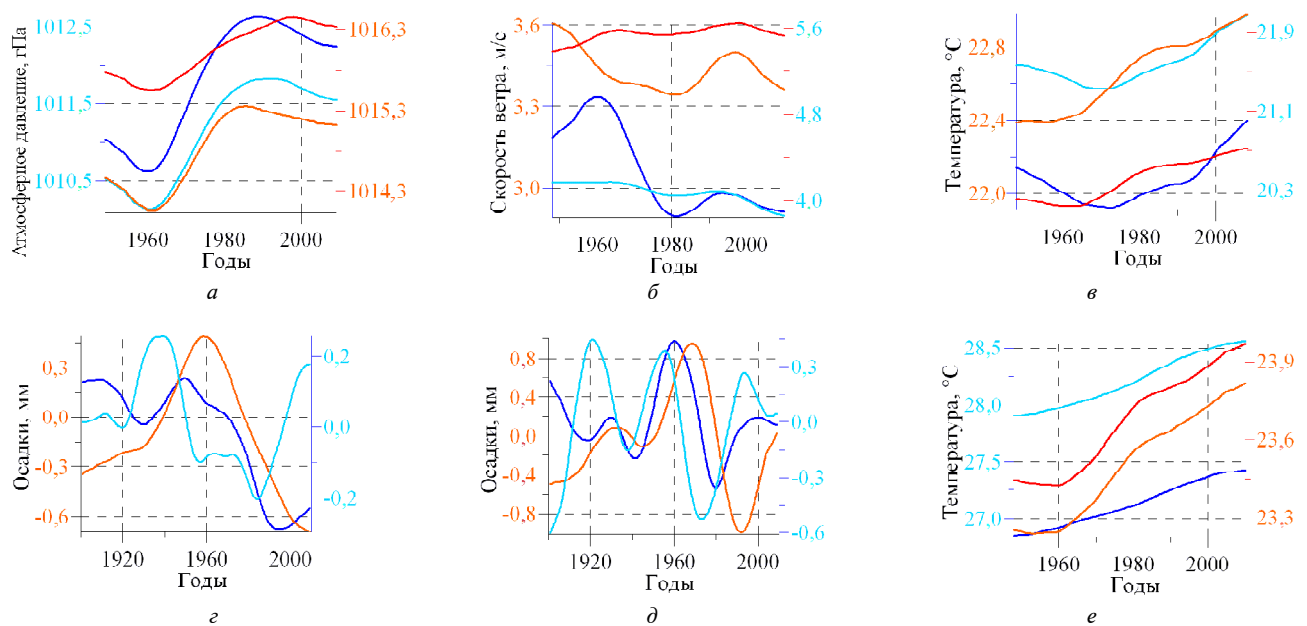 Атмосферное давление, гПа
1012,5
1011,5
1010,5
1016,3
1015,3
1014,3
1960 1980 2000
Годы
а
Скорость ветра, м/с
3,6
3,3
3,0
5,6
4,8
4,0
1960 1980 2000
Годы
б
Температура, °С
22,8
22,4
22,0
21,9
21,1
20,3
1960 1980 2000
Годы
в
Осадки, мм
0,3
0,0
-0,3
-0,6
0,2
0,0
-0,2
1920 1960 2000
Годы
г
Осадки, мм
0,8
0,4
0,0
-0,4
-0,8
0,3
0,0
-0,3
-0,6
1920 1960 2000
Годы
д
Температура, °С
28,5
28,0
27,5
27,0
23,9
23,6
23,3
1960 1980 2000
Годы
е